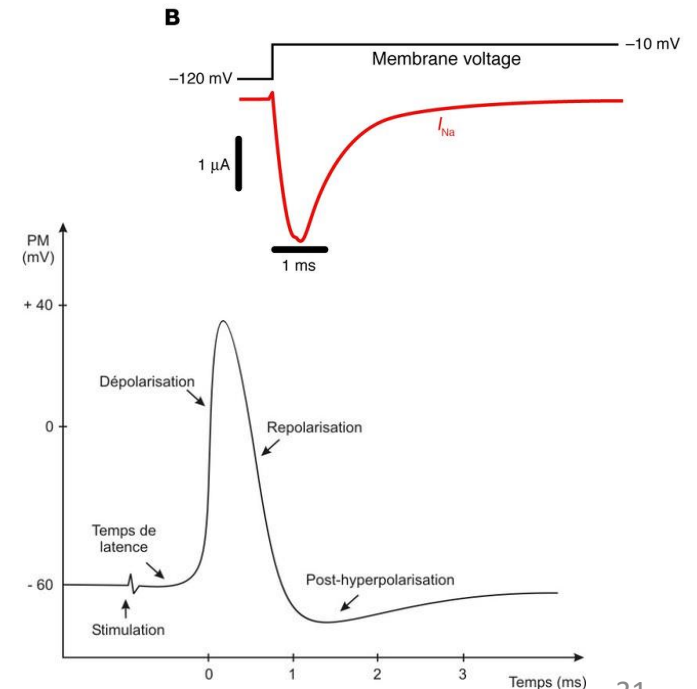 B
–10 mV
Membrane voltage
–120 mV
I Na
1 µA
1 ms
PM
(mV)
+ 40
Dépolarisation
0
Repolarisation
Temps de
latence
Post-hyperpolarisation
- 60
Stimulation
0 1 2 3
Temps (ms)